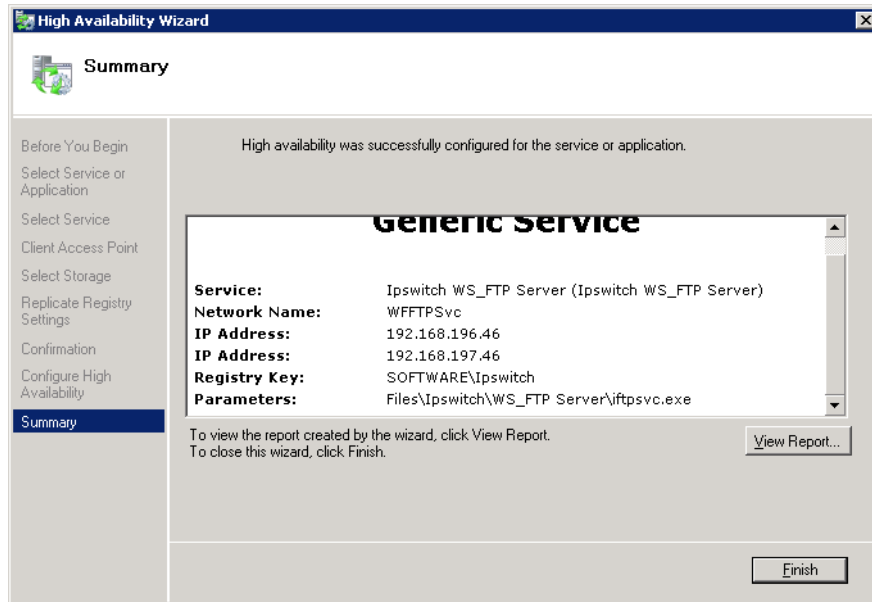 High Availability Wizard
Summary
Before You Begin
Select Service or
Application
Select Service
Client Access Point
Select Storage
Replicate Registry
Settings
Confirmation
Configure High
Availability
Summary
High availability was successfully configured for the service or application.
Generic Service
Service: Ipswitch WS_FTP Server (Ipswitch WS_FTP Server)
Network Name: WFFTPSvc
IP Address: 192.168.196.46
IP Address: 192.168.197.46
Registry Key: SOFTWARE\Ipswitch
Parameters: Files\Ipswitch\WS_FTP Server\iftpsvc.exe
To view the report created by the wizard, click View Report.
To close this wizard, click Finish.
View Report...
Finish